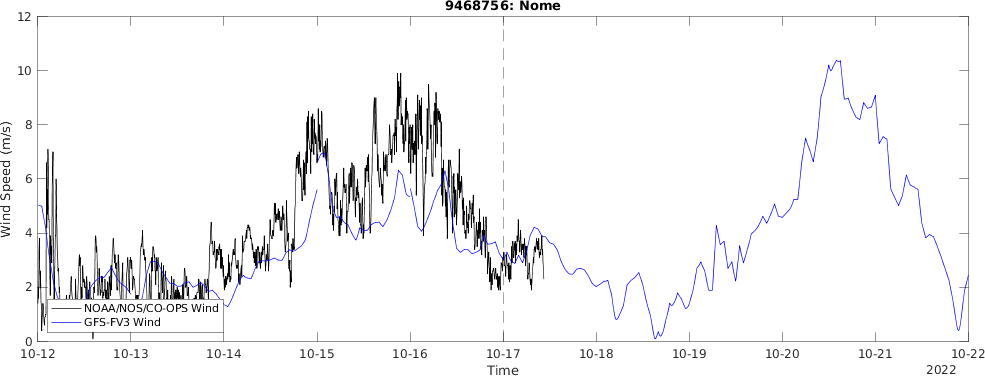 9468756: Nome
12
10
8
6
4
2
0
Wind Speed (m/s)
NOAA/NOS/CO-OPS Wind
GFS-FV3 Wind
10-12 10-13 10-14 10-15 10-16 10-17 10-18 10-19 10-20 10-21 10-22
Time
2022